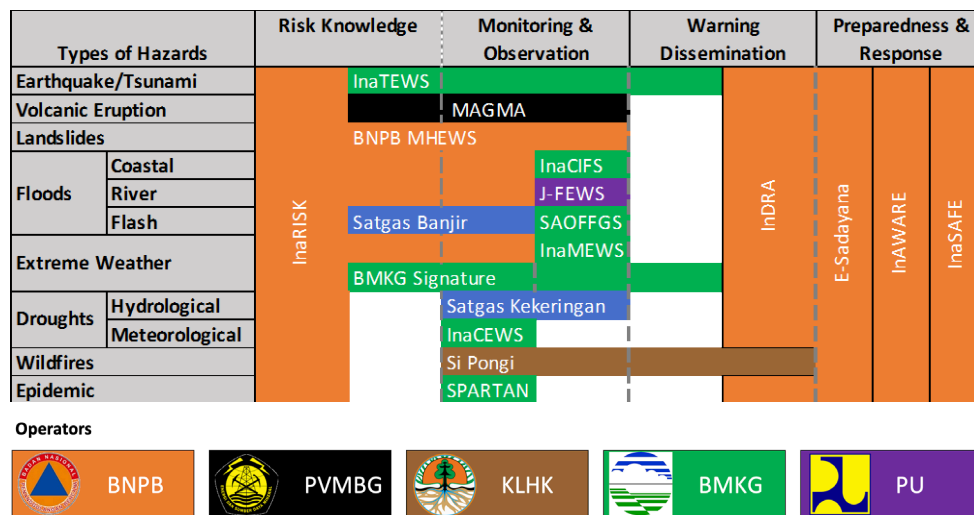 Types of Hazards
Risk Knowledge
Monitoring &
Observation
Warning
Dissemination
Preparedness &
Response
Earthquake/Tsunami
InaTEWS
Volcanic Eruption
MAGMA
Landslides
BNPB MHEWS
Floods
Coastal
InaCIFS
River
J-FEWS
Flash
Satgas Banjir
SAOFFGS
Extreme Weather
InaMEWS
BMKG Signature
Droughts
Hydrological
Satgas Kekeringan
Meteorological
InaCEWS
Wildfires
Si Pongi
Epidemic
SPARTAN
InaRISK
InDRA
E-Sadayana
InAWARE
InaSAFE
Operators
BNPB
PVMBG
KLHK
BMKG
PU